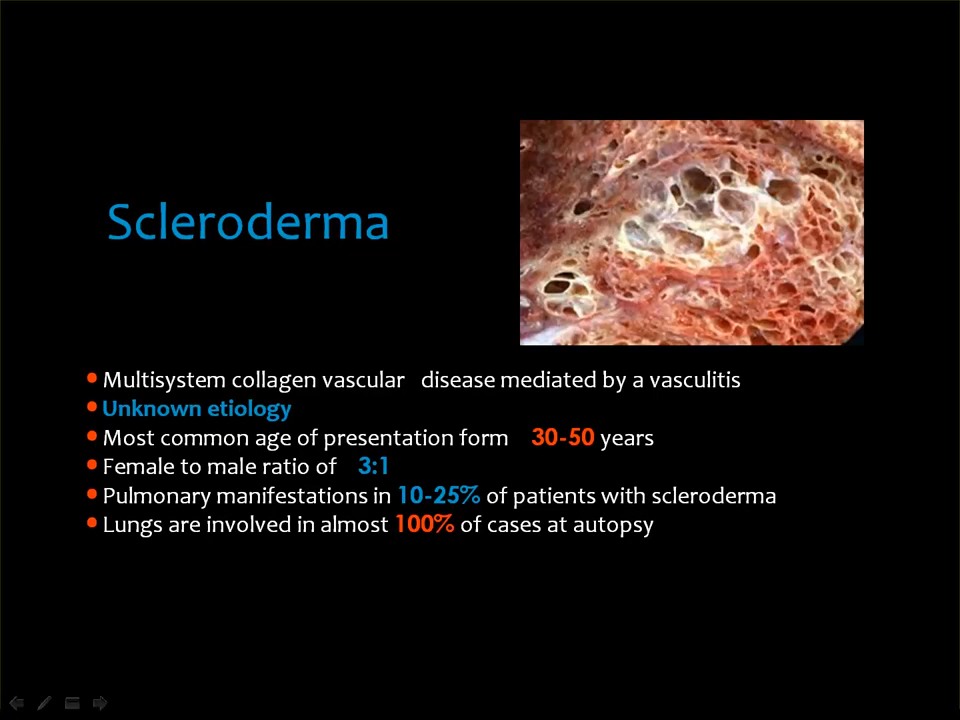 Scleroderma
• Multisystem collagen vascular disease mediated by a vasculitis
• Unknown etiology
• Most common age of presentation form 30-50 years
• Female to male ratio of 3:1
• Pulmonary manifestations in 10-25% of patients with scleroderma
• Lungs are involved in almost 100% of cases at autopsy